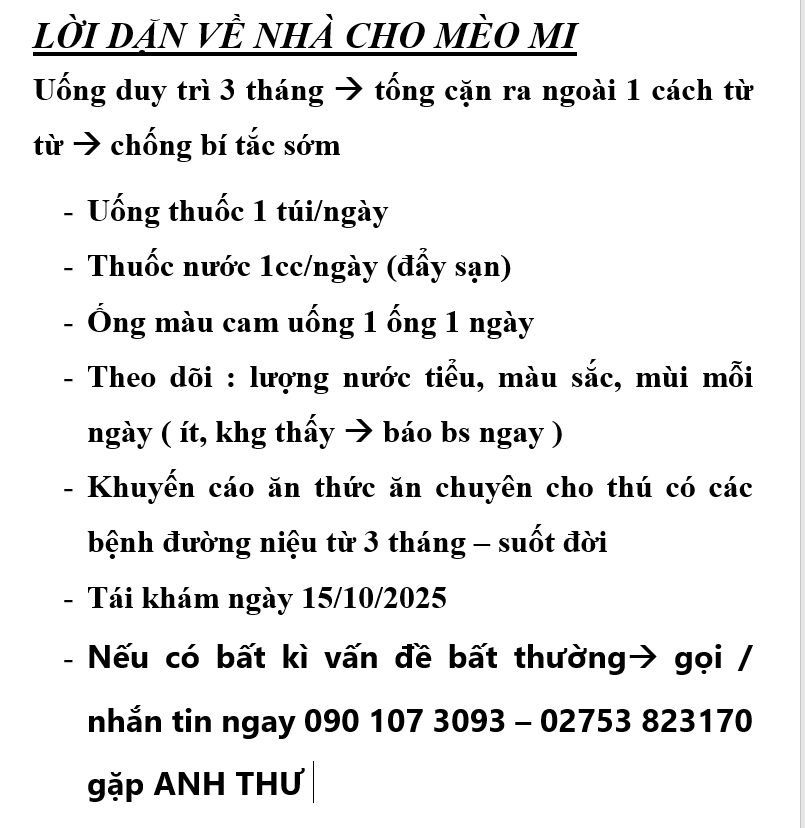 LỜI DẶN VỀ NHÀ CHO MÈO MI
Uống duy trì 3 tháng → tống cặn ra ngoài 1 cách từ
từ → chống bí tắc sớm
- Uống thuốc 1 túi/ngày
- Thuốc nước 1cc/ngày (đẩy sạn)
- Ống màu cam uống 1 ống 1 ngày
- Theo dõi : lượng nước tiểu, màu sắc, mùi mỗi
ngày ( ít, khg thấy → báo bs ngay )
- Khuyến cáo ăn thức ăn chuyên cho thú có các
bệnh đường niệu từ 3 tháng – suốt đời
- Tái khám ngày 15/10/2025
- Nếu có bất kì vấn đề bất thường→ gọi /
nhắn tin ngay 090 107 3093 – 02753 823170
gặp ANH THƯ